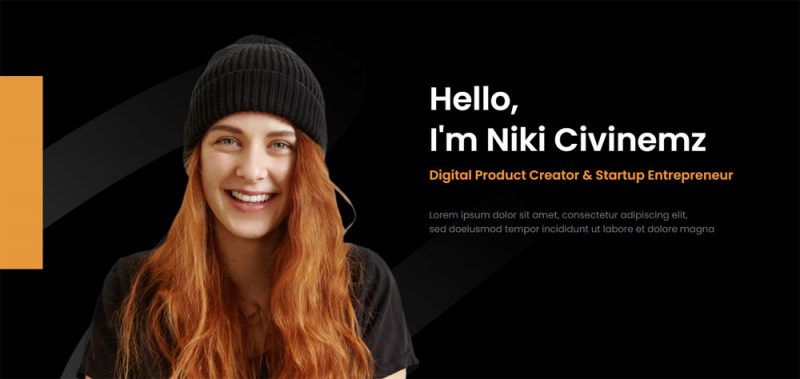 Hello,
I'm Niki Civinemz
Digital Product Creator & Startup Entrepreneur
Lorem ipsum dolor sit amet, consectetur adipiscing elit,
sed doeiusmod tempor incididunt ut labore et dolore magna